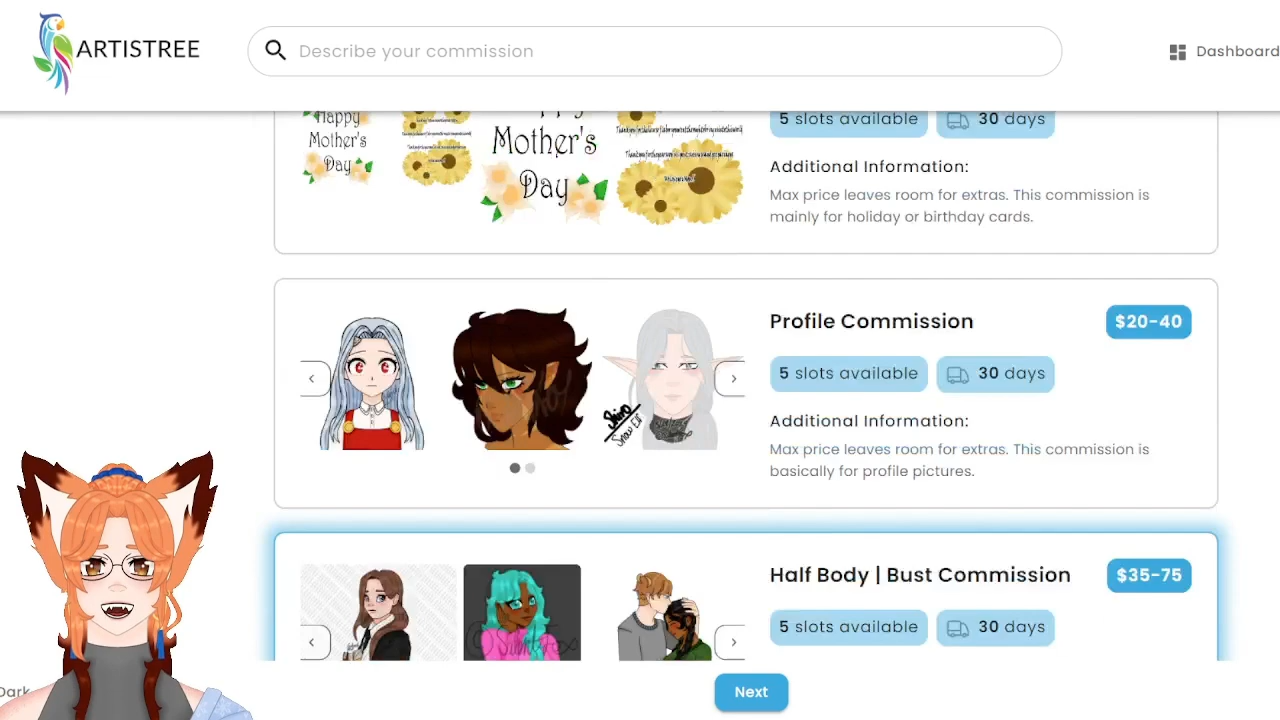 ARTISTREE
Describe your commission
Dashboard
Happy
Mother's
Day
Mother's
Day
5 slots available
30 days
Additional Information:
Max price leaves room for extras. This commission is
mainly for holiday or birthday cards.
Profile Commission
$20-40
5 slots available
30 days
Additional Information:
Max price leaves room for extras. This commission is
basically for profile pictures.
Shiro
Snow Elf
Half Body | Bust Commission
$35-75
5 slots available
30 days
Dark
Next